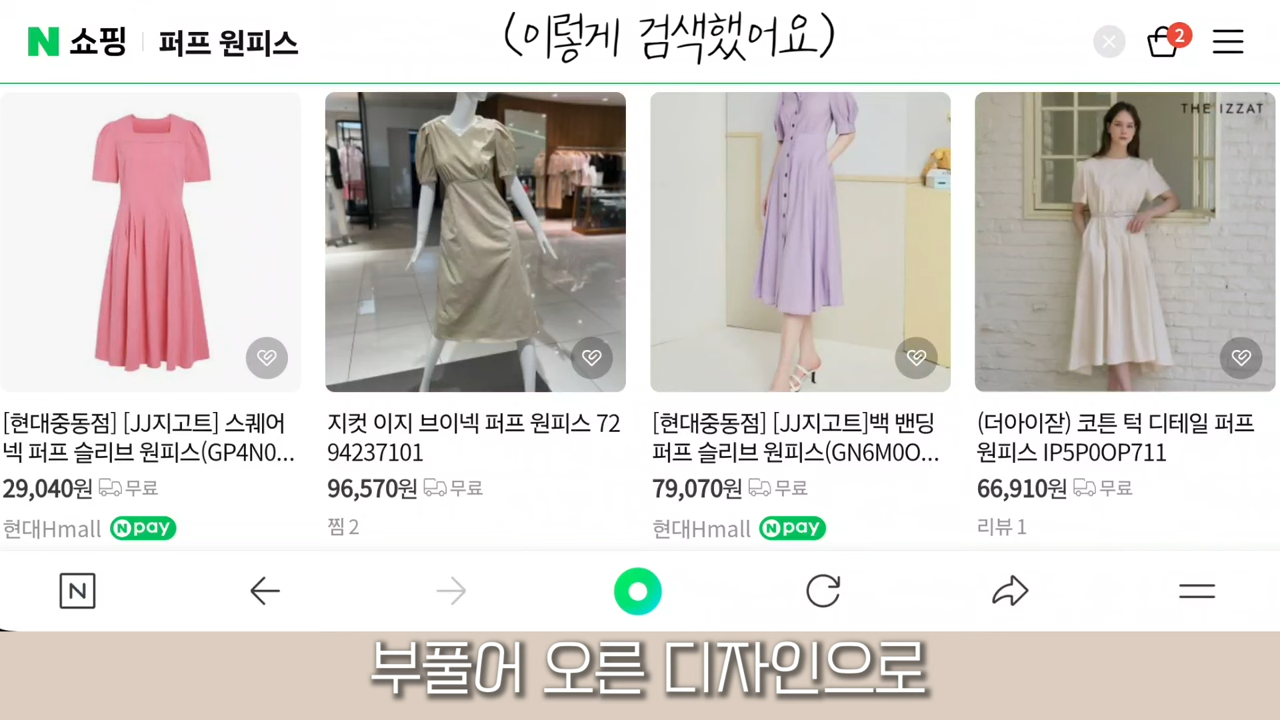 N 쇼핑 퍼프 원피스
(이렇게 검색했어요)
2
THE IZZAT
[현대중동점] [JJ지고트] 스퀘어
넥 퍼프 슬리브 원피스(GP4N0...
29,040원 무료
현대Hmall N pay
지컷 이지 브이넥 퍼프 원피스 72
94237101
96,570원 무료
찜 2
[현대중동점] [JJ지고트]백 밴딩
퍼프 슬리브 원피스(GN6M0O...
79,070원 무료
현대Hmall N pay
(더아이잗) 코튼 턱 디테일 퍼프
원피스 IP5P0OP711
66,910원 무료
리뷰 1
N
부풀어 오른 디자인으로